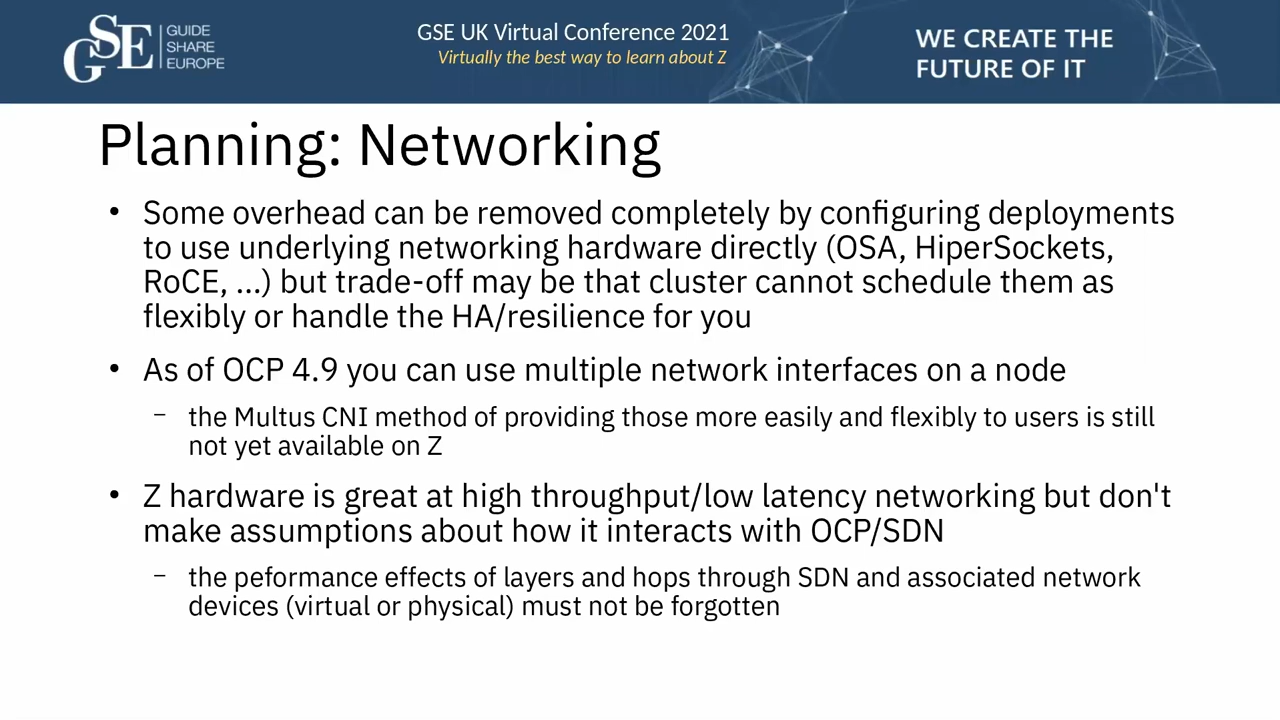 GSE
GUIDE
SHARE
EUROPE
GSE UK Virtual Conference 2021
Virtually the best way to learn about Z
WE CREATE THE
FUTURE OF IT
Planning: Networking
• Some overhead can be removed completely by configuring deployments
to use underlying networking hardware directly (OSA, HiperSockets,
RoCE, ...) but trade-off may be that cluster cannot schedule them as
flexibly or handle the HA/resilience for you
• As of OCP 4.9 you can use multiple network interfaces on a node
– the Multus CNI method of providing those more easily and flexibly to users is still
not yet available on Z
• Z hardware is great at high throughput/low latency networking but don't
make assumptions about how it interacts with OCP/SDN
– the peformance effects of layers and hops through SDN and associated network
devices (virtual or physical) must not be forgotten